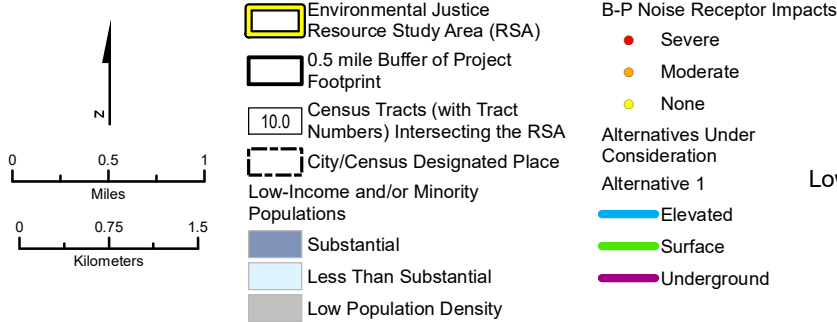 N
0 0.5 1
Miles
0 0.75 1.5
Kilometers
Environmental Justice
Resource Study Area (RSA)
0.5 mile Buffer of Project
Footprint
10.0
Census Tracts (with Tract
Numbers) Intersecting the RSA
City/Census Designated Place
Low-Income and/or Minority
Populations
Substantial
Less Than Substantial
Low Population Density
B-P Noise Receptor Impacts
Severe
Moderate
None
Alternatives Under
Consideration
Alternative 1
Elevated
Surface
Underground